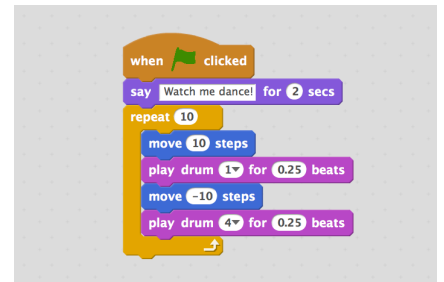 when clicked
say Watch me dance! for 2 secs
repeat 10
move 10 steps
play drum 1 for 0.25 beats
move -10 steps
play drum 4 for 0.25 beats